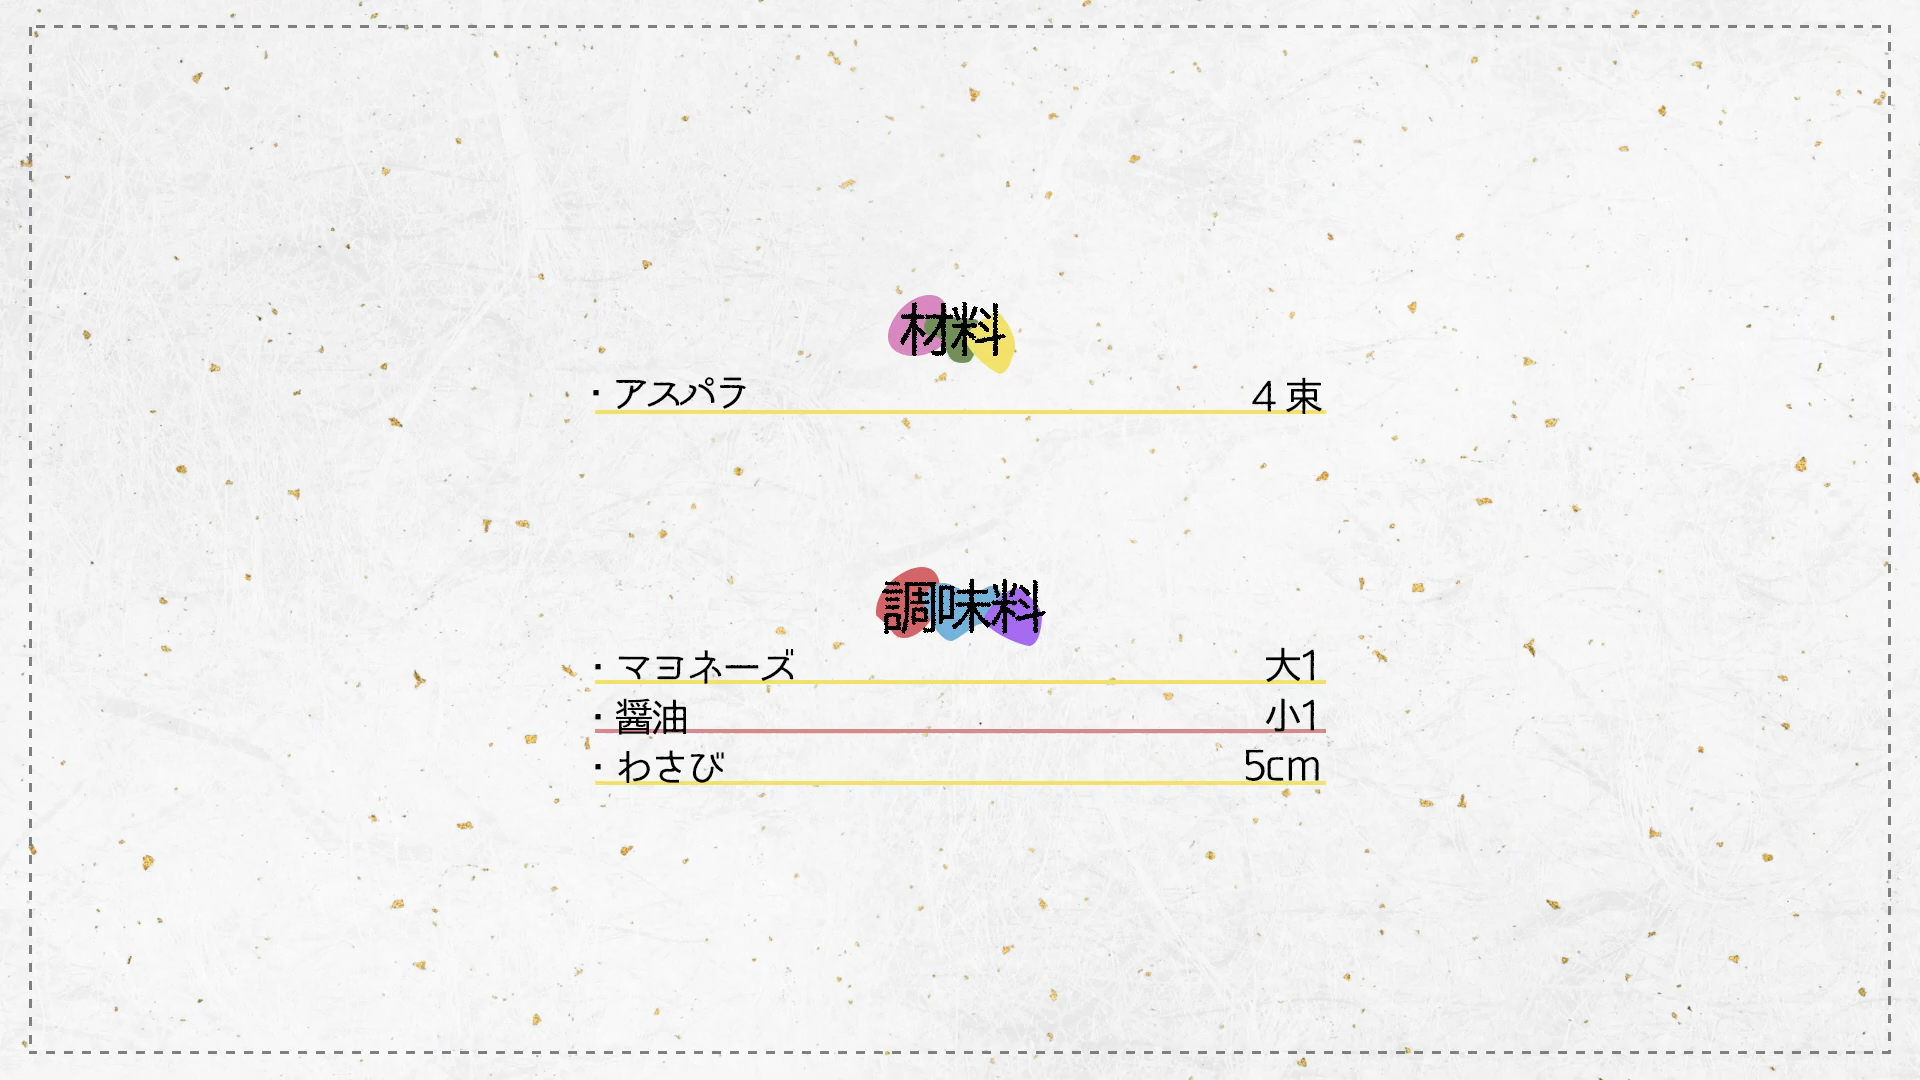 材料
・アスパラ 4束
調味料
・マヨネーズ 大1
・醤油 小1
・わさび 5cm